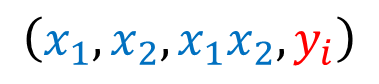 (x₁, x₂, x₁x₂, yᵢ)